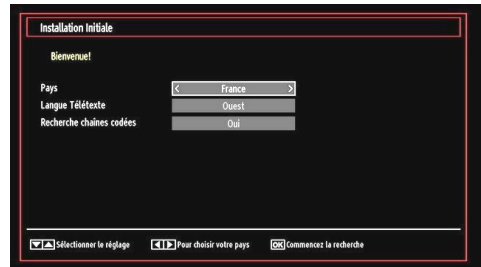 Installation Initiale
Bienvenue!
Pays < France >
Langue Télétexte Ouest
Recherche chaînes codées Oui
Sélectionner le réglage Pour choisir votre pays OK Commencez la recherche